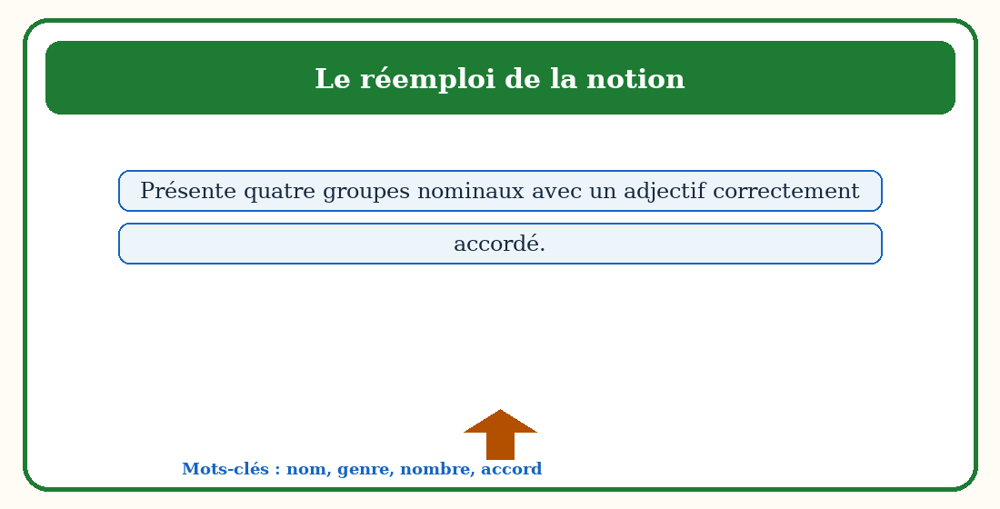 Le réemploi de la notion
Présente quatre groupes nominaux avec un adjectif correctement
accordé.
Mots-clés : nom, genre, nombre, accord